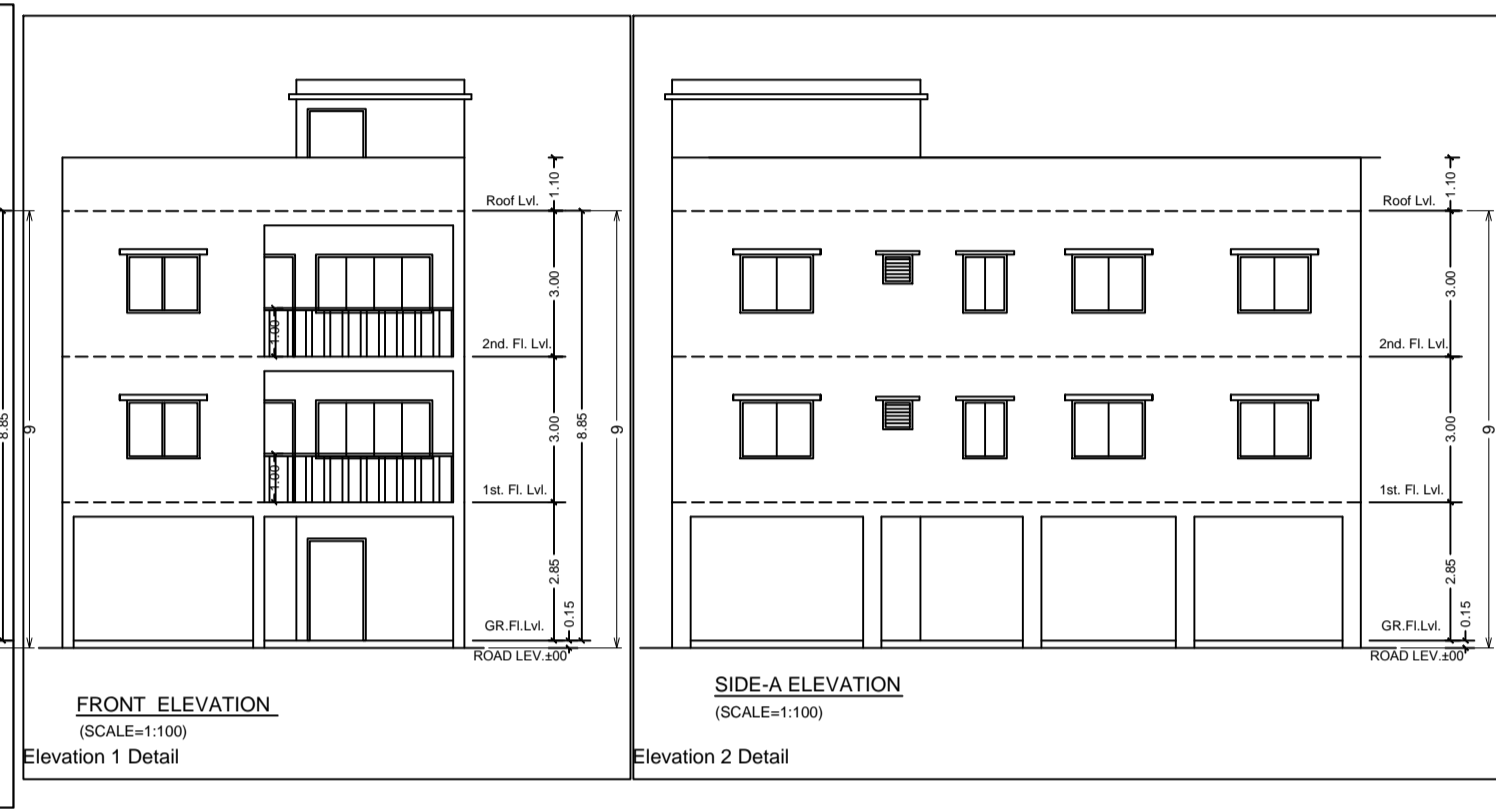 8.85
9
1.10
Roof Lvl.
3.00
1.00
2nd. Fl. Lvl.
3.00
8.85
9
1.00
1st. Fl. Lvl.
2.85
0.15
GR.Fl.Lvl.
ROAD LEV.±00
FRONT ELEVATION
(SCALE=1:100)
Elevation 1 Detail
1.10
Roof Lvl.
3.00
2nd. Fl. Lvl.
3.00
9
1st. Fl. Lvl.
2.85
0.15
GR.Fl.Lvl.
ROAD LEV.±00
SIDE-A ELEVATION
(SCALE=1:100)
Elevation 2 Detail